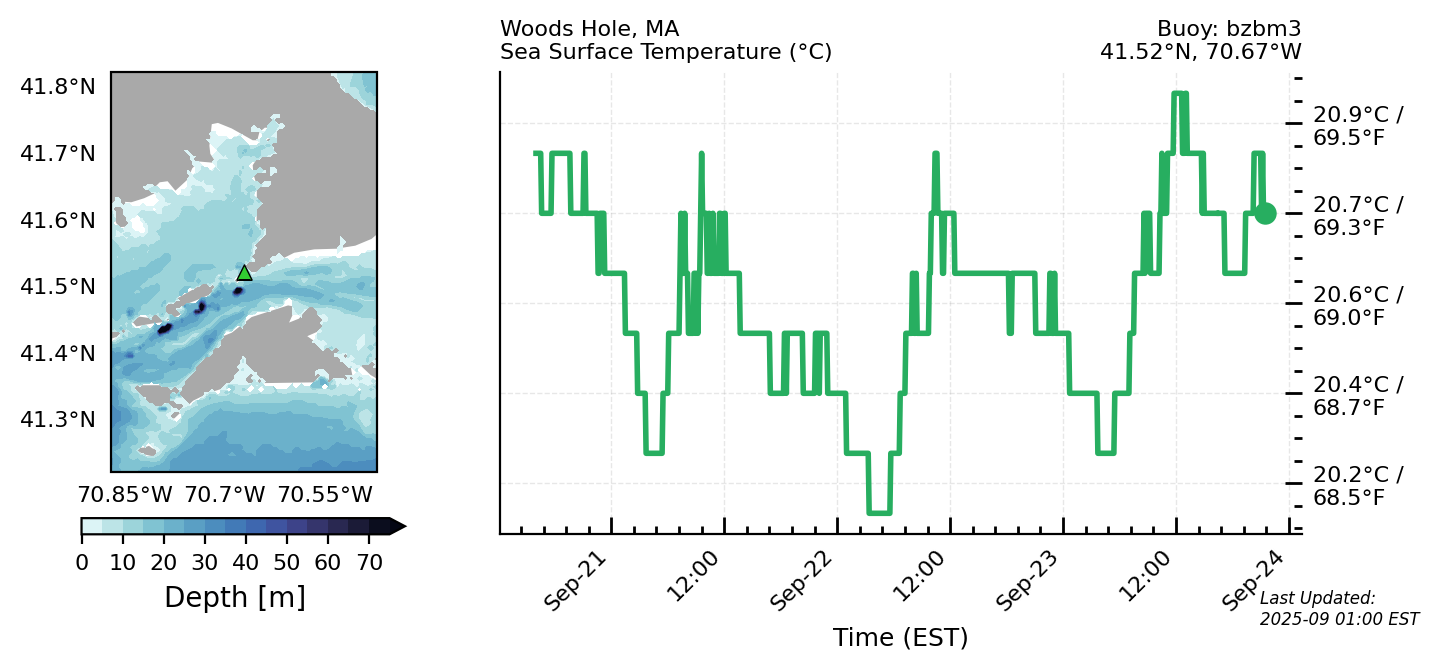 Woods Hole, MA
Sea Surface Temperature (°C)
Buoy: bzbm3
41.52°N, 70.67°W
41.8°N
41.7°N
41.6°N
41.5°N
41.4°N
41.3°N
70.85°W 70.7°W 70.55°W
0 10 20 30 40 50 60 70
Depth [m]
20.9°C /
69.5°F
20.7°C /
69.3°F
20.6°C /
69.0°F
20.4°C /
68.7°F
20.2°C /
68.5°F
Sep-21 12:00 Sep-22 12:00 Sep-23 12:00 Sep-24
Time (EST)
Last Updated:
2025-09 01:00 EST